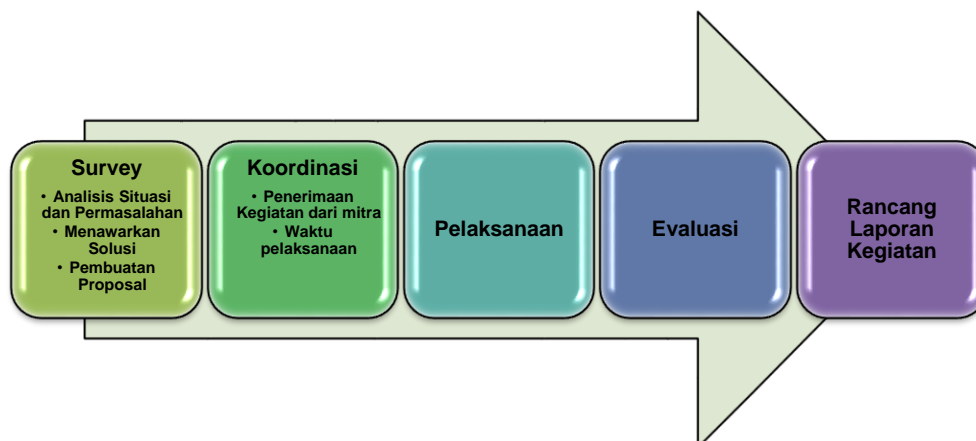 Survey
• Analisis Situasi
dan Permasalahan
• Menawarkan
Solusi
• Pembuatan
Proposal
Koordinasi
• Penerimaan
Kegiatan dari mitra
• Waktu
pelaksanaan
Pelaksanaan
Evaluasi
Rancang
Laporan
Kegiatan